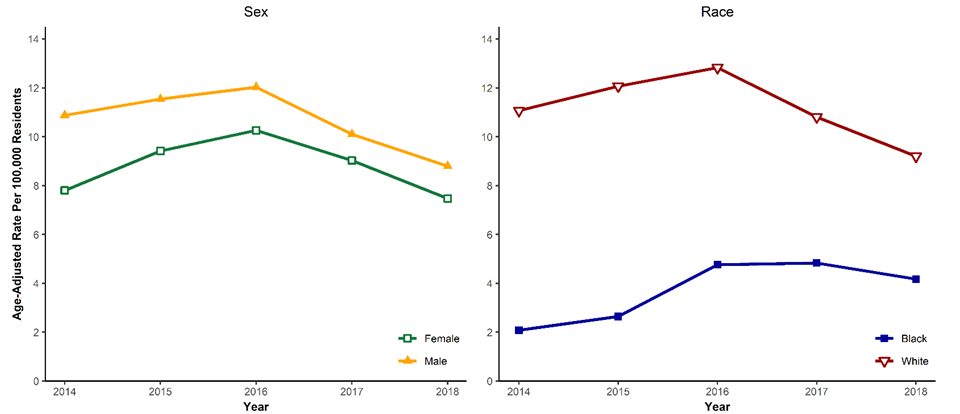 Sex
Race
Age-Adjusted Rate Per 100,000 Residents
14
12
10
8
6
4
2
0
2014 2015 2016 2017 2018
Year
Female
Male
14
12
10
8
6
4
2
0
2014 2015 2016 2017 2018
Year
Black
White